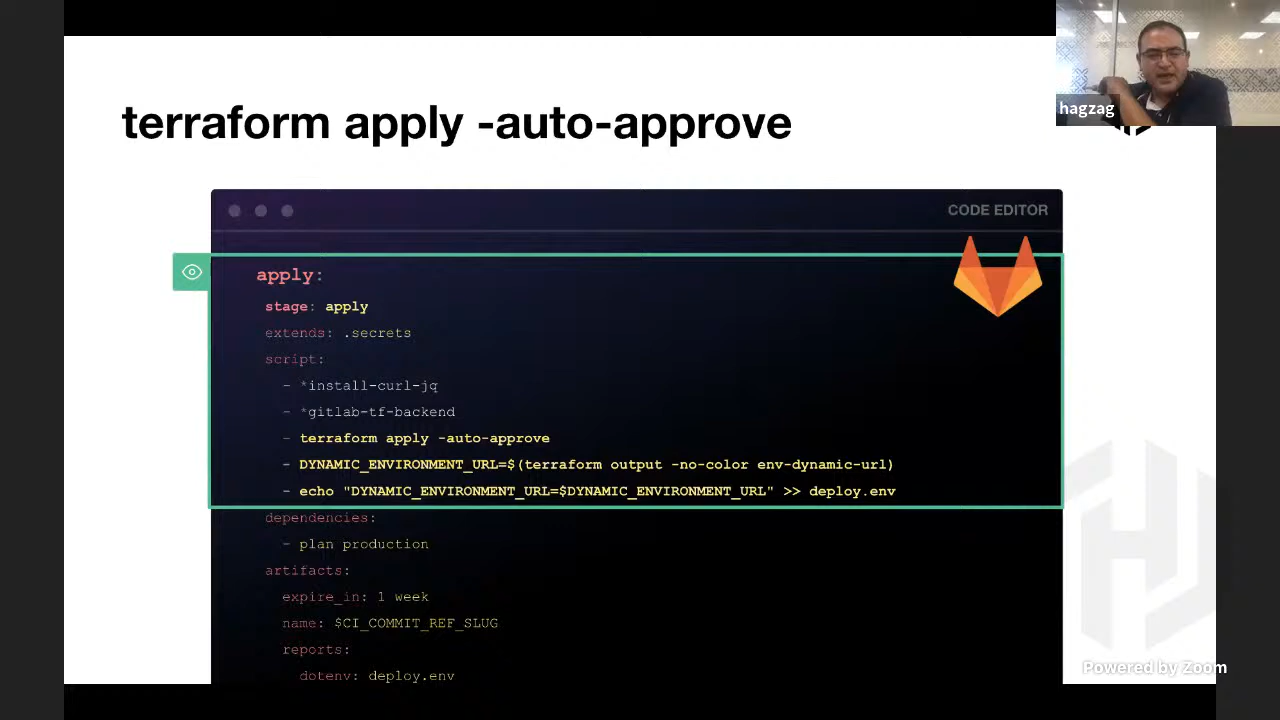 hagzag
terraform apply -auto-approve
CODE EDITOR
apply:
stage: apply
extends: .secrets
script:
- *install-curl-jq
- *gitlab-tf-backend
- terraform apply -auto-approve
- DYNAMIC_ENVIRONMENT_URL=$(terraform output -no-color env-dynamic-url)
- echo "DYNAMIC_ENVIRONMENT_URL=$DYNAMIC_ENVIRONMENT_URL" >> deploy.env
dependencies:
- plan production
artifacts:
expire_in: 1 week
name: $CI_COMMIT_REF_SLUG
reports:
dotenv: deploy.env
Powered by Zoom